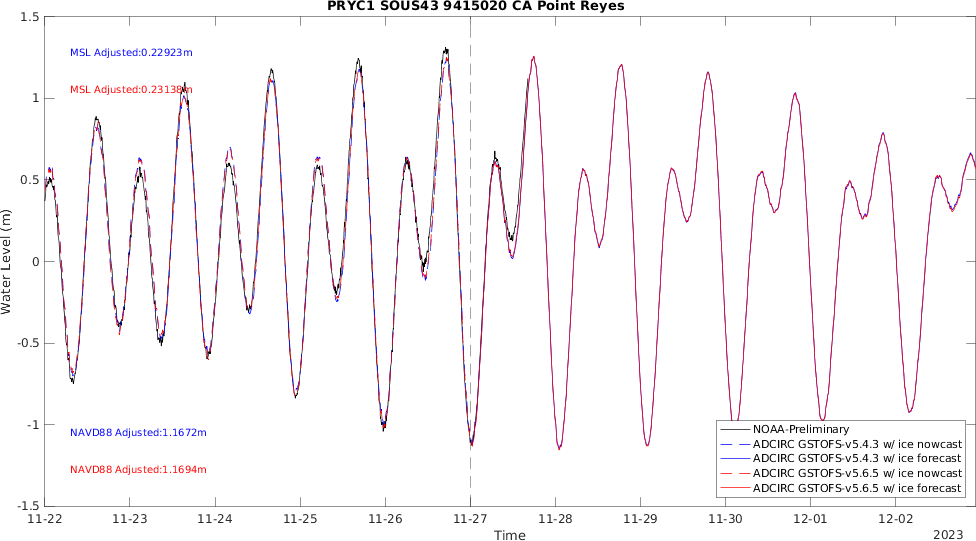 PRYC1 SOUS43 9415020 CA Point Reyes
1.5
1
0.5
0
-0.5
-1
-1.5
Water Level (m)
MSL Adjusted:0.22923m
MSL Adjusted:0.23138m
NAVD88 Adjusted:1.1672m
NAVD88 Adjusted:1.1694m
NOAA-Preliminary
ADCIRC GSTOFS-v5.4.3 w/ ice nowcast
ADCIRC GSTOFS-v5.4.3 w/ ice forecast
ADCIRC GSTOFS-v5.6.5 w/ ice nowcast
ADCIRC GSTOFS-v5.6.5 w/ ice forecast
11-22 11-23 11-24 11-25 11-26 11-27 11-28 11-29 11-30 12-01 12-02
Time
2023